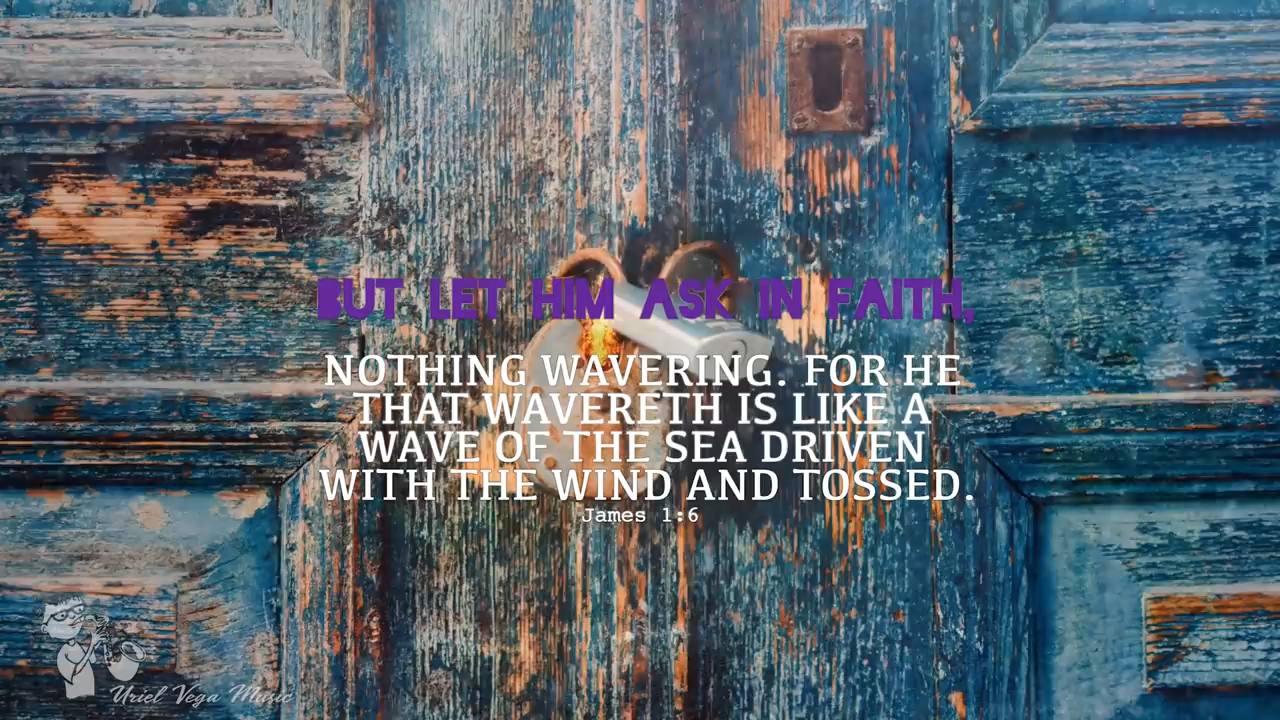 BUT LET HIM ASK IN FAITH,
NOTHING WAVERING. FOR HE
THAT WAVERETH IS LIKE A
WAVE OF THE SEA DRIVEN
WITH THE WIND AND TOSSED.
James 1:6
Uriel Vega Music